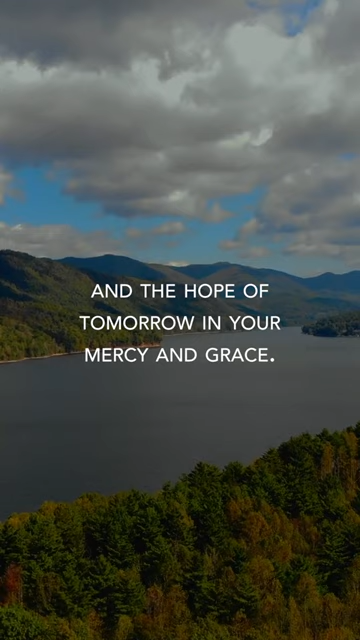 AND THE HOPE OF
TOMORROW IN YOUR
MERCY AND GRACE.